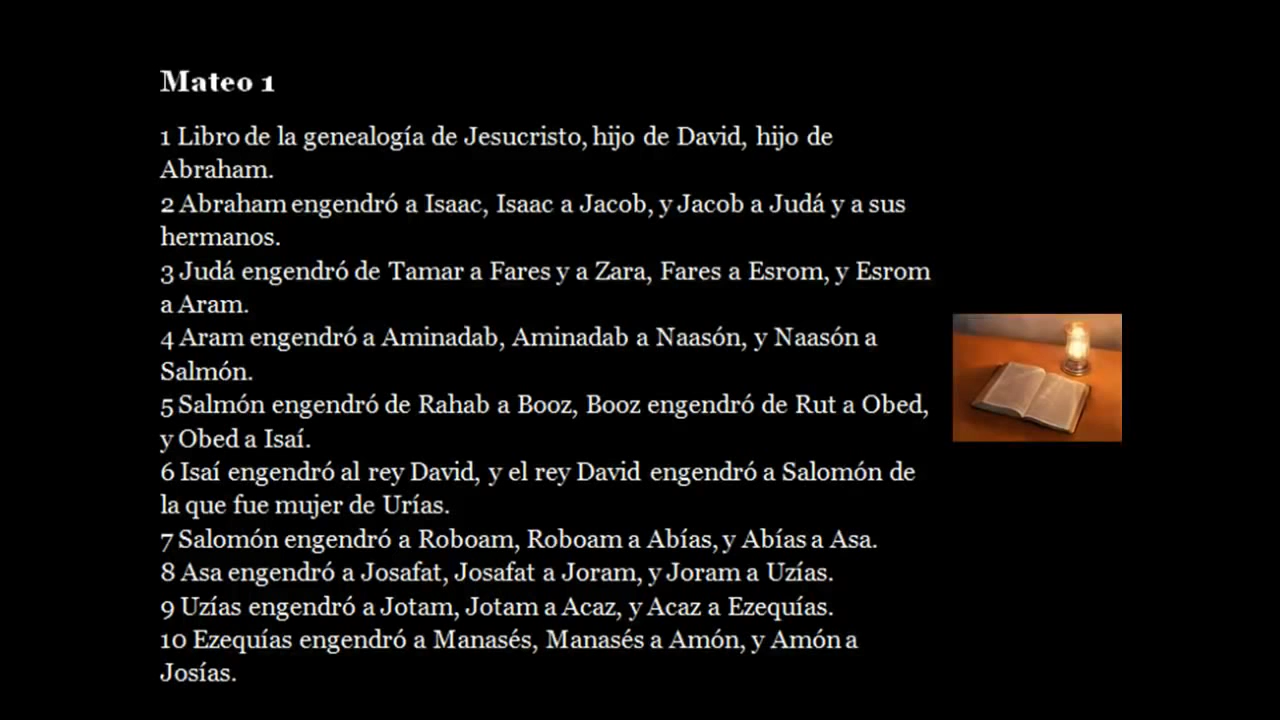 Mateo 1
1 Libro de la genealogía de Jesucristo, hijo de David, hijo de
Abraham.
2 Abraham engendró a Isaac, Isaac a Jacob, y Jacob a Judá y a sus
hermanos.
3 Judá engendró de Tamar a Fares y a Zara, Fares a Esrom, y Esrom
a Aram.
4 Aram engendró a Aminadab, Aminadab a Naasón, y Naasón a
Salmón.
5 Salmón engendró de Rahab a Booz, Booz engendró de Rut a Obed,
y Obed a Isaí.
6 Isaí engendró al rey David, y el rey David engendró a Salomón de
la que fue mujer de Urías.
7 Salomón engendró a Roboam, Roboam a Abías, y Abías a Asa.
8 Asa engendró a Josafat, Josafat a Joram, y Joram a Uzías.
9 Uzías engendró a Jotam, Jotam a Acaz, y Acaz a Ezequías.
10 Ezequías engendró a Manasés, Manasés a Amón, y Amón a
Josías.